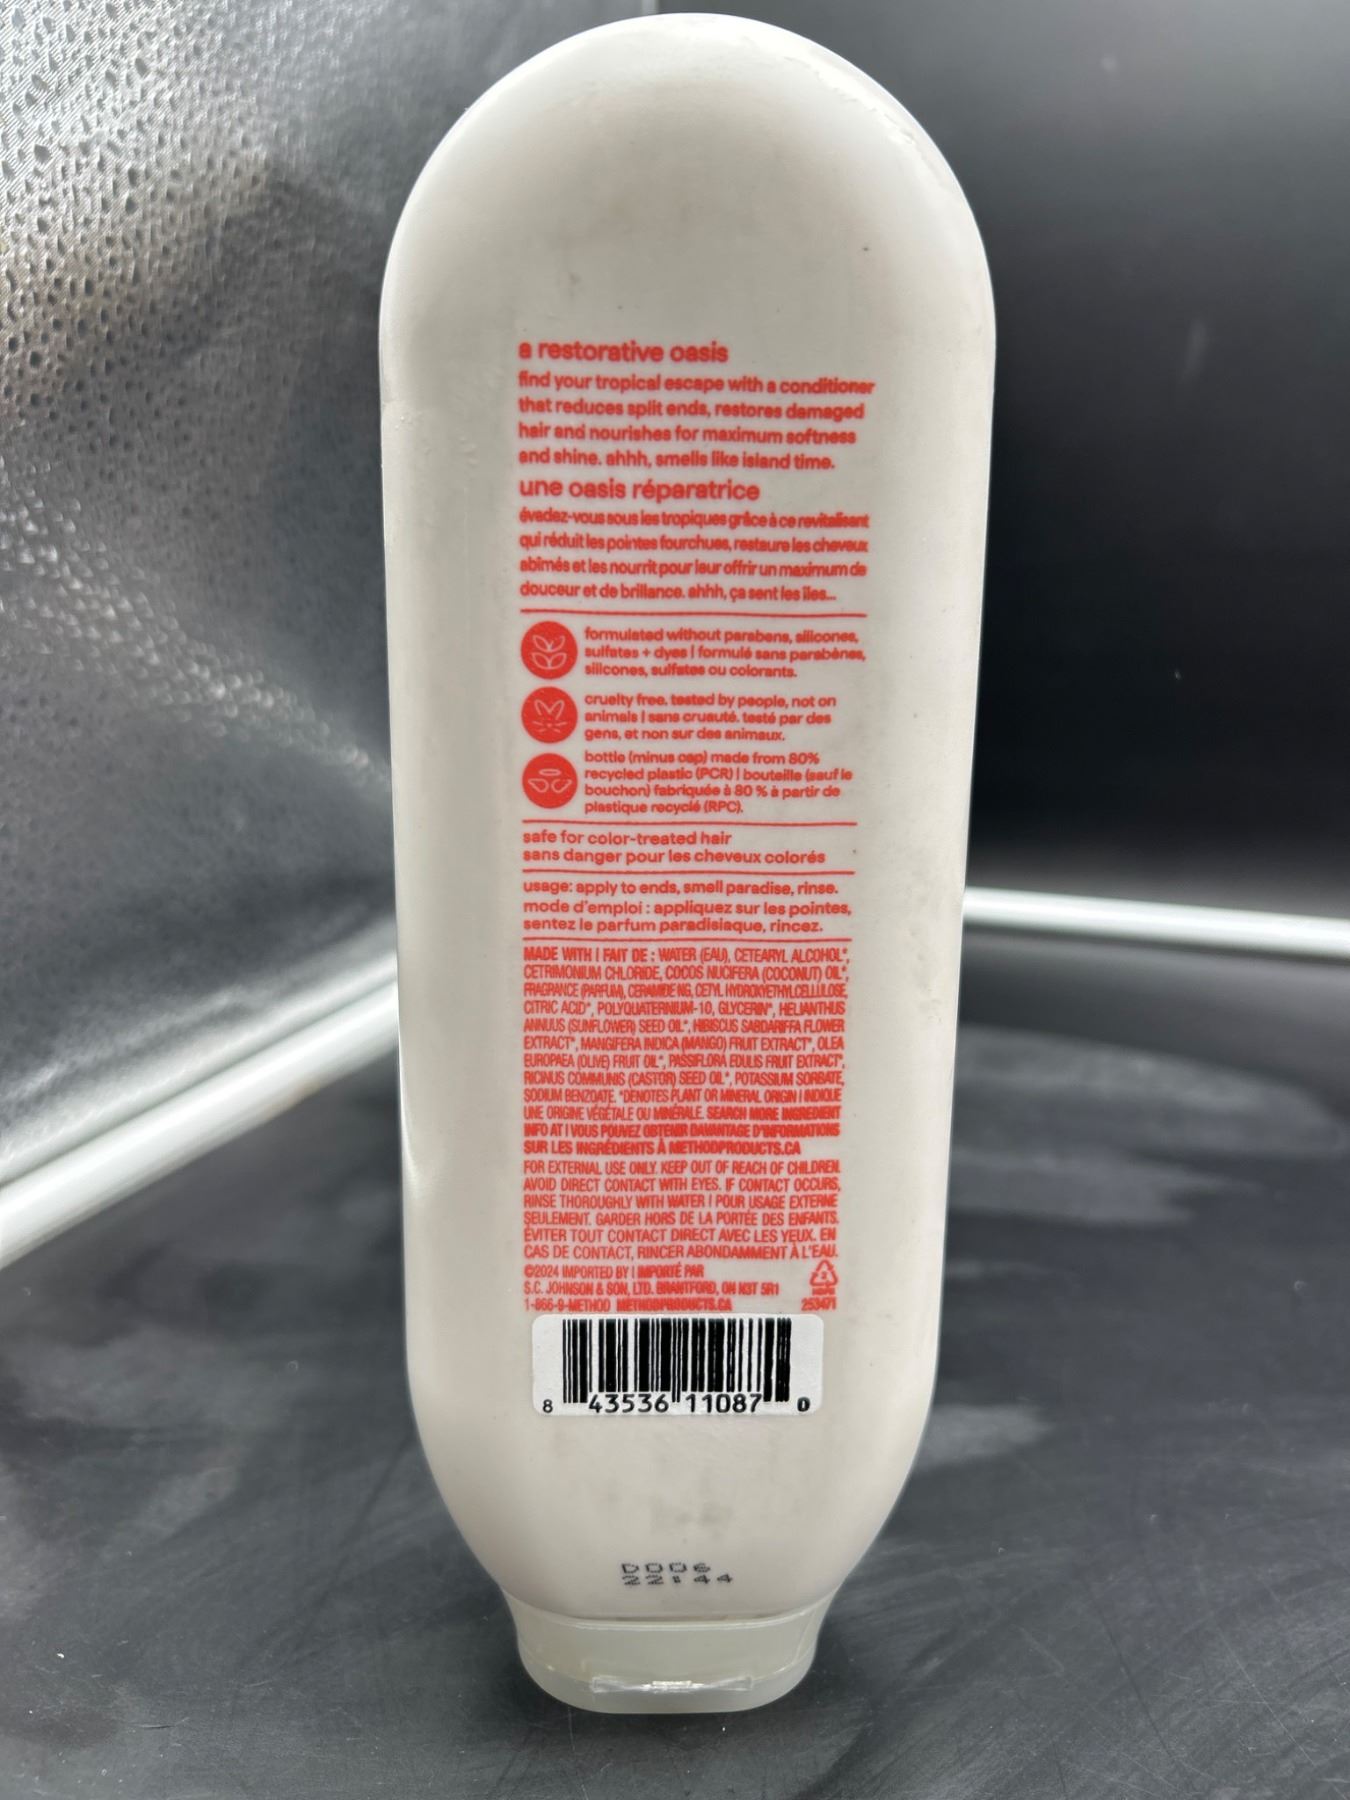 a restorative oasis
find your tropical escape with a conditioner
that reduces split ends, restores damaged
hair and nourishes for maximum softness
and shine. ahhh, smells like island time.
une oasis réparatrice
évadez-vous sous les tropiques grâce à ce revitalisant
qui réduit les pointes fourchues, restaure les cheveux
abîmés et les nourrit pour leur offrir un maximum de
douceur et de brillance. ahhh, ça sent les îles...
formulated without parabens, silicones,
sulfates + dyes | formulé sans parabènes,
silicones, sulfates ou colorants.
cruelty free. tested by people, not on
animals | sans cruauté. testé par des
gens, et non sur des animaux.
bottle (minus cap) made from 80%
recycled plastic (PCR) | bouteille (sauf le
bouchon) fabriquée à 80 % à partir de
plastique recyclé (RPC).
safe for color-treated hair
sans danger pour les cheveux colorés
usage: apply to ends, smell paradise, rinse.
mode d'emploi : appliquez sur les pointes,
sentez le parfum paradisiaque, rincez.
MADE WITH | FAIT DE : WATER (EAU), CETEARYL ALCOHOL*,
CETRIMONIUM CHLORIDE, COCOS NUCIFERA (COCONUT) OIL*,
FRAGRANCE (PARFUM), CERAMIDE NG, CETYL HYDROXYETHYLCELLULOSE,
CITRIC ACID*, POLYQUATERNIUM-10, GLYCERIN*, HELIANTHUS
ANNUUS (SUNFLOWER) SEED OIL*, HIBISCUS SABDARIFFA FLOWER
EXTRACT*, MANGIFERA INDICA (MANGO) FRUIT EXTRACT*, OLEA
EUROPAEA (OLIVE) FRUIT OIL*, PASSIFLORA EDULIS FRUIT EXTRACT*,
RICINUS COMMUNIS (CASTOR) SEED OIL*, POTASSIUM SORBATE,
SODIUM BENZOATE. *DENOTES PLANT OR MINERAL ORIGIN | INDIQUE
UNE ORIGINE VÉGÉTALE OU MINÉRALE. SEARCH MORE INGREDIENT
INFO AT | VOUS POUVEZ OBTENIR DAVANTAGE D'INFORMATIONS
SUR LES INGRÉDIENTS À METHODPRODUCTS.CA
FOR EXTERNAL USE ONLY. KEEP OUT OF REACH OF CHILDREN.
AVOID DIRECT CONTACT WITH EYES. IF CONTACT OCCURS,
RINSE THOROUGHLY WITH WATER | POUR USAGE EXTERNE
SEULEMENT. GARDER HORS DE LA PORTÉE DES ENFANTS.
ÉVITER TOUT CONTACT DIRECT AVEC LES YEUX. EN
CAS DE CONTACT, RINCER ABONDAMMENT À L'EAU.
©2024 IMPORTED BY | IMPORTÉ PAR
S.C. JOHNSON & SON, LTD. BRANTFORD, ON N3T 5R1
1-866-9-METHOD METHODPRODUCTS.CA
2
HDPE
253471
8 43536 11087 0
D006
22:44